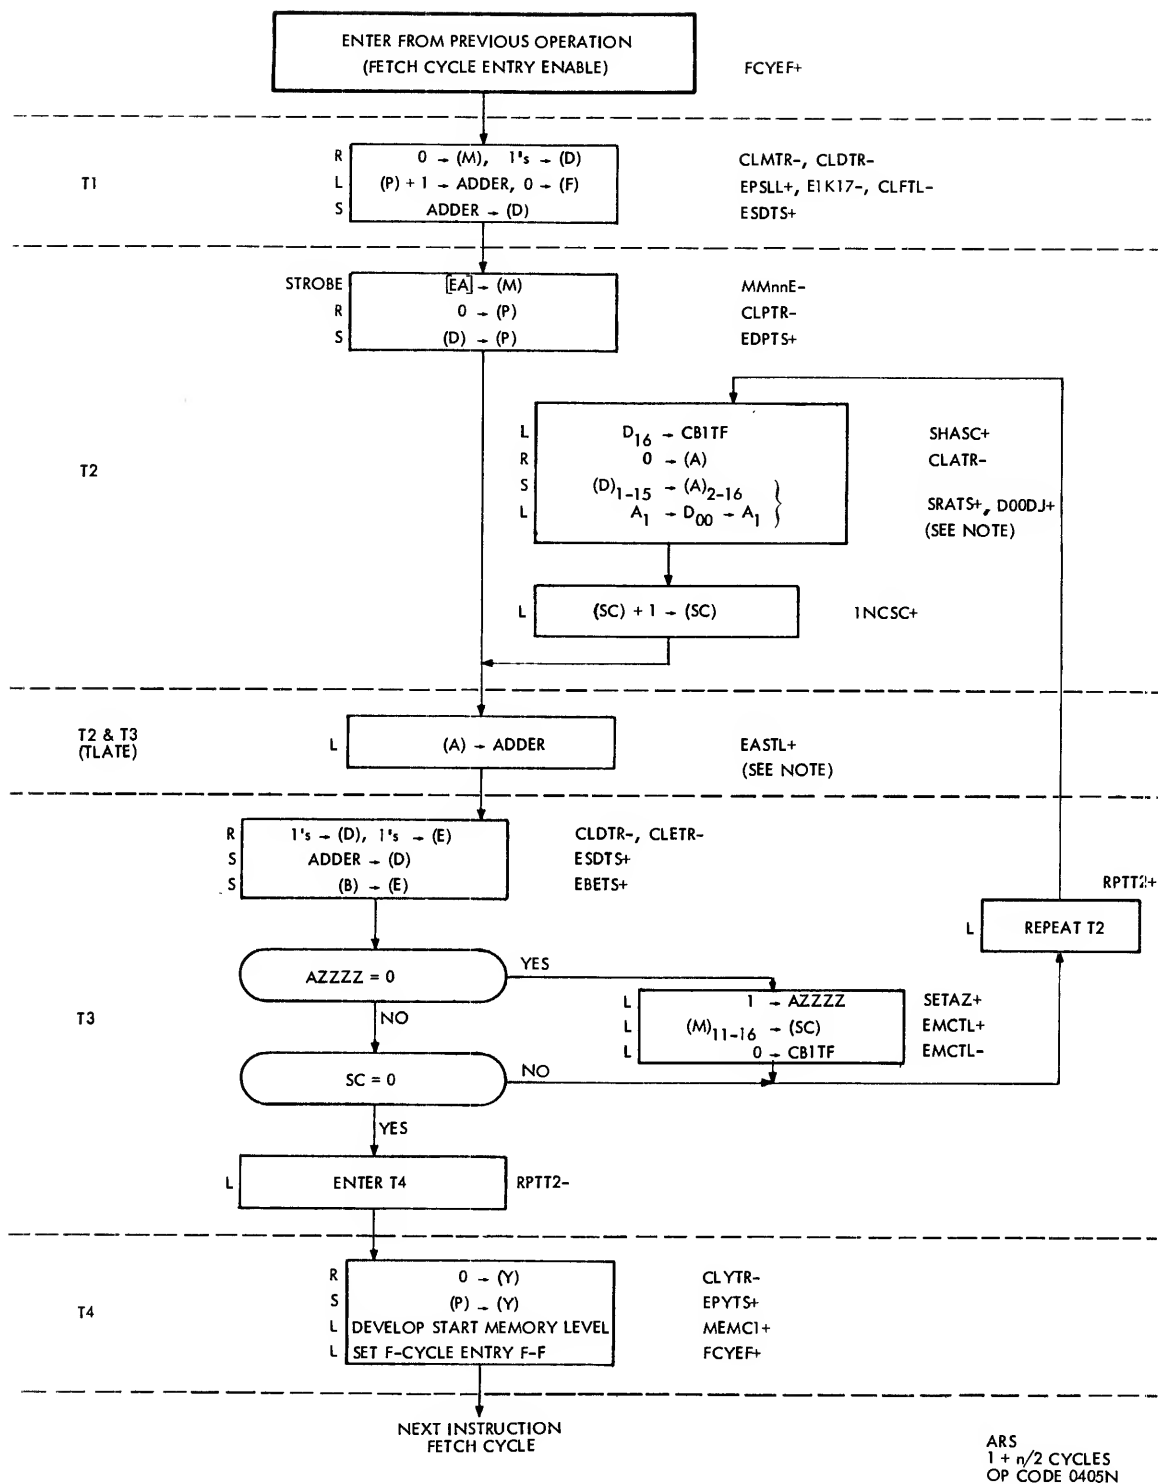 ENTER FROM PREVIOUS OPERATION
(FETCH CYCLE ENTRY ENABLE)
FCYEF+
T1
R 0 → (M), 1's → (D) CLMTR-, CLDTR-
L (P) + 1 → ADDER, 0 → (F) EPSLL+, E1K17-, CLFTL-
S ADDER → (D) ESDTS+
STROBE [EA] → (M) MMnnE-
R 0 → (P) CLPTR-
S (D) → (P) EDPTS+
T2
L D16 → CB1TF SHASC+
R 0 → (A) CLATR-
S (D)1-15 → (A)2-16
L A1 → D00 → A1 } SRATS+, D00DJ+
(SEE NOTE)
L (SC) + 1 → (SC) 1NCSC+
T2 & T3
(TLATE)
L (A) → ADDER EASTL+
(SEE NOTE)
R 1's → (D), 1's → (E) CLDTR-, CLETR-
S ADDER → (D) ESDTS+
S (B) → (E) EBETS+
RPTT2+
L REPEAT T2
AZZZZ = 0
YES
NO
T3
L 1 → AZZZZ SETAZ+
L (M)11-16 → (SC) EMCTL+
L 0 → CB1TF EMCTL-
SC = 0
NO
YES
L ENTER T4 RPTT2-
T4
R 0 → (Y) CLYTR-
S (P) → (Y) EPYTS+
L DEVELOP START MEMORY LEVEL MEMC1+
L SET F-CYCLE ENTRY F-F FCYEF+
NEXT INSTRUCTION
FETCH CYCLE
ARS
1 + n/2 CYCLES
OP CODE 0405N